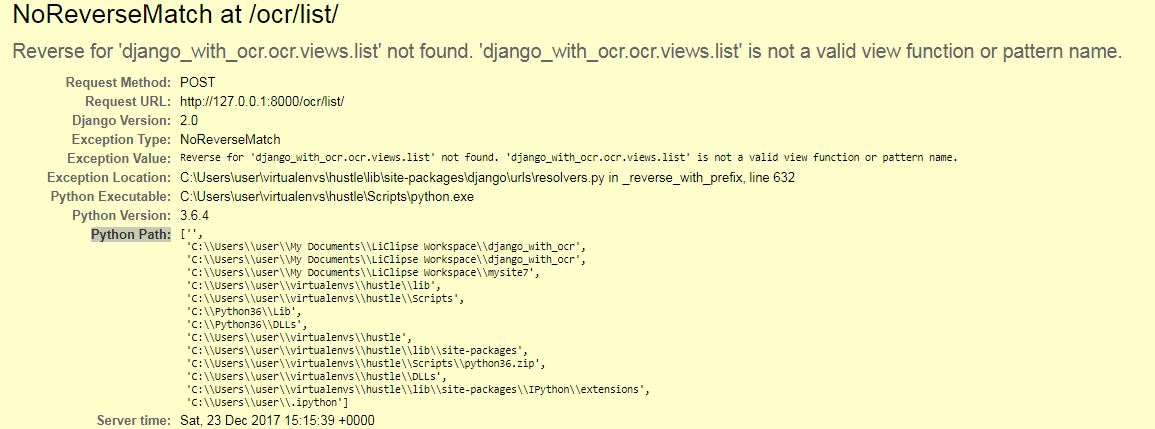 NoReverseMatch at /ocr/list/
Reverse for 'django_with_ocr.ocr.views.list' not found. 'django_with_ocr.ocr.views.list' is not a valid view function or pattern name.
Request Method: POST
Request URL: http://127.0.0.1:8000/ocr/list/
Django Version: 2.0
Exception Type: NoReverseMatch
Exception Value: Reverse for 'django_with_ocr.ocr.views.list' not found. 'django_with_ocr.ocr.views.list' is not a valid view function or pattern name.
Exception Location: C:\Users\user\virtualenvs\hustle\lib\site-packages\django\urls\resolvers.py in _reverse_with_prefix, line 632
Python Executable: C:\Users\user\virtualenvs\hustle\Scripts\python.exe
Python Version: 3.6.4
Python Path: ['',
'C:\\Users\\user\\My Documents\\LiClipse Workspace\\django_with_ocr',
'C:\\Users\\user\\My Documents\\LiClipse Workspace\\django_with_ocr',
'C:\\Users\\user\\My Documents\\LiClipse Workspace\\mysite7',
'C:\\Users\\user\\virtualenvs\\hustle\\lib',
'C:\\Users\\user\\virtualenvs\\hustle\\Scripts',
'C:\\Python36\\Lib',
'C:\\Python36\\DLLs',
'C:\\Users\\user\\virtualenvs\\hustle',
'C:\\Users\\user\\virtualenvs\\hustle\\lib\\site-packages',
'C:\\Users\\user\\virtualenvs\\hustle\\Scripts\\python36.zip',
'C:\\Users\\user\\virtualenvs\\hustle\\DLLs',
'C:\\Users\\user\\virtualenvs\\hustle\\lib\\site-packages\\IPython\\extensions',
'C:\\Users\\user\\.ipython']
Server time: Sat, 23 Dec 2017 15:15:39 +0000